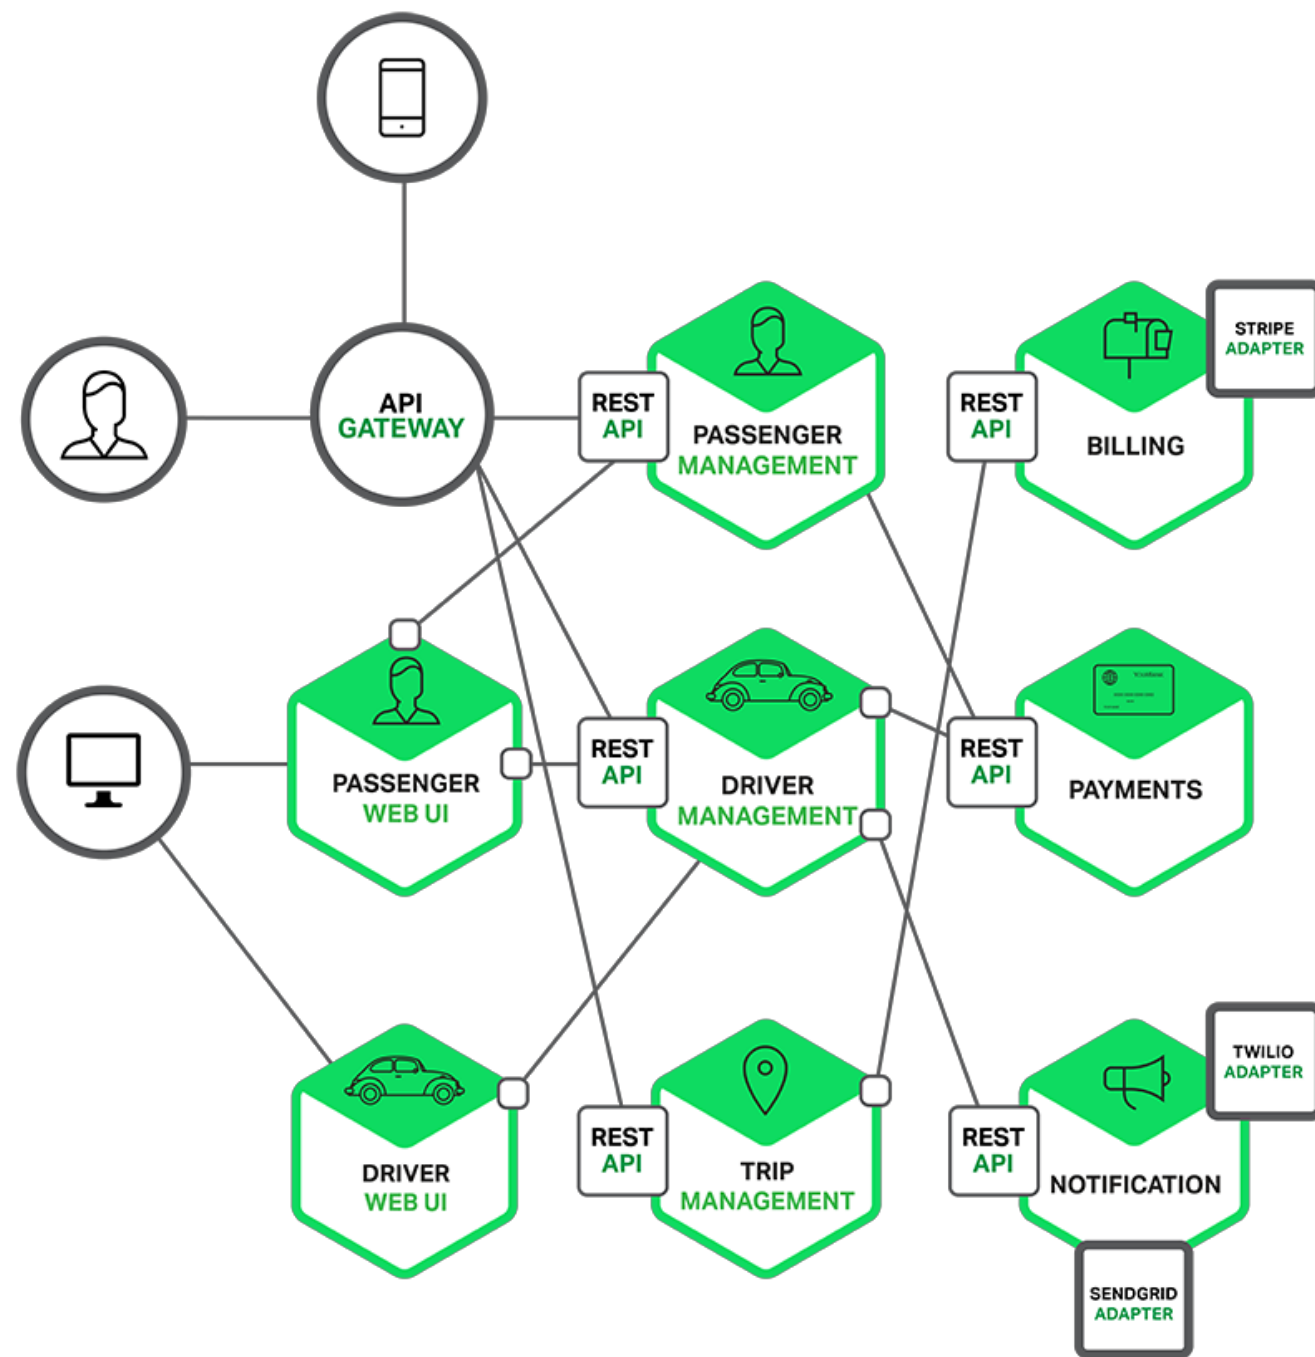 API
GATEWAY
REST
API
PASSENGER
MANAGEMENT
REST
API
BILLING
STRIPE
ADAPTER
PASSENGER
WEB UI
REST
API
DRIVER
MANAGEMENT
REST
API
PAYMENTS
DRIVER
WEB UI
REST
API
TRIP
MANAGEMENT
REST
API
NOTIFICATION
TWILIO
ADAPTER
SENDGRID
ADAPTER